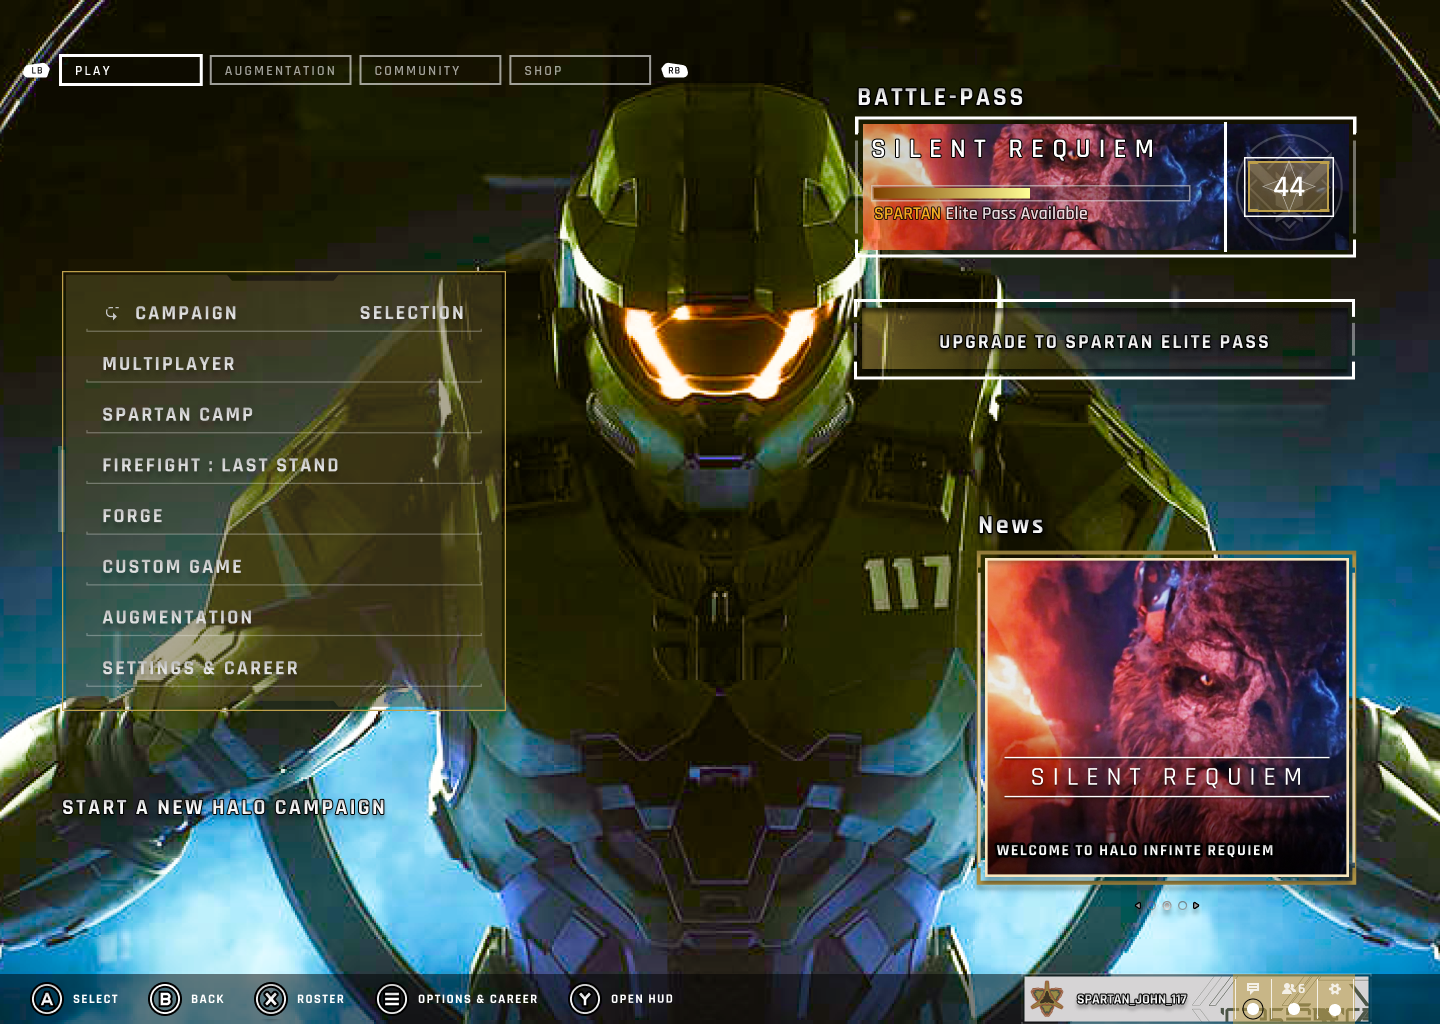 LB PLAY AUGMENTATION COMMUNITY SHOP RB
BATTLE-PASS
SILENT REQUIEM
44
SPARTAN Elite Pass Available
UPGRADE TO SPARTAN ELITE PASS
CAMPAIGN SELECTION
MULTIPLAYER
SPARTAN CAMP
FIREFIGHT : LAST STAND
FORGE
CUSTOM GAME
AUGMENTATION
SETTINGS & CAREER
START A NEW HALO CAMPAIGN
117
News
SILENT REQUIEM
WELCOME TO HALO INFINTE REQUIEM
A SELECT B BACK X ROSTER OPTIONS & CAREER Y OPEN HUD
SPARTAN_JOHN_117 6